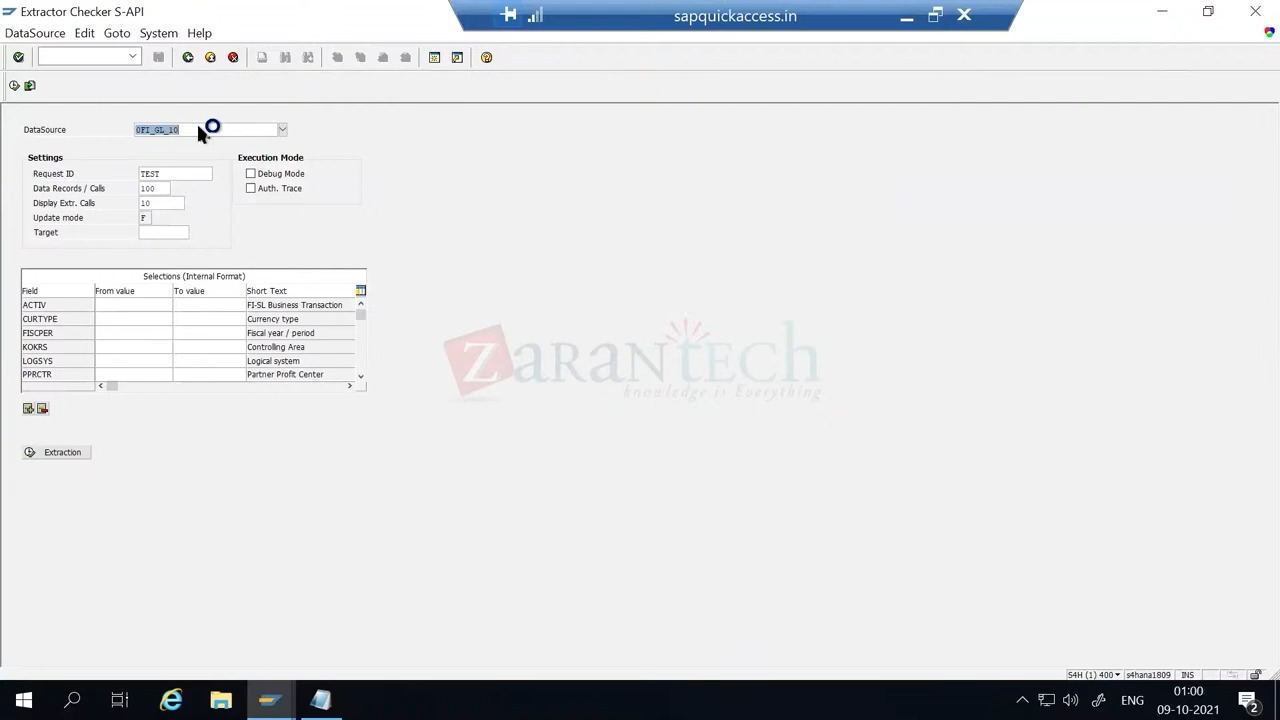 Extractor Checker S-API
sapquickaccess.in
DataSource Edit Goto System Help
DataSource 0FI_GL_10
Settings Execution Mode
Request ID TEST Debug Mode
Data Records / Calls 100 Auth. Trace
Display Extr. Calls 10
Update mode F
Target
Selections (Internal Format)
Field From value To value Short Text
ACTIV FI-SL Business Transaction
CURTYPE Currency type
FISCPER Fiscal year / period
KOKRS Controlling Area
LOGSYS Logical system
PPRCTR Partner Profit Center
Extraction
ZARANTECH
Knowledge is Everything
S4H (1) 400 s4hana1809 INS
ENG
01:00
09-10-2021
2